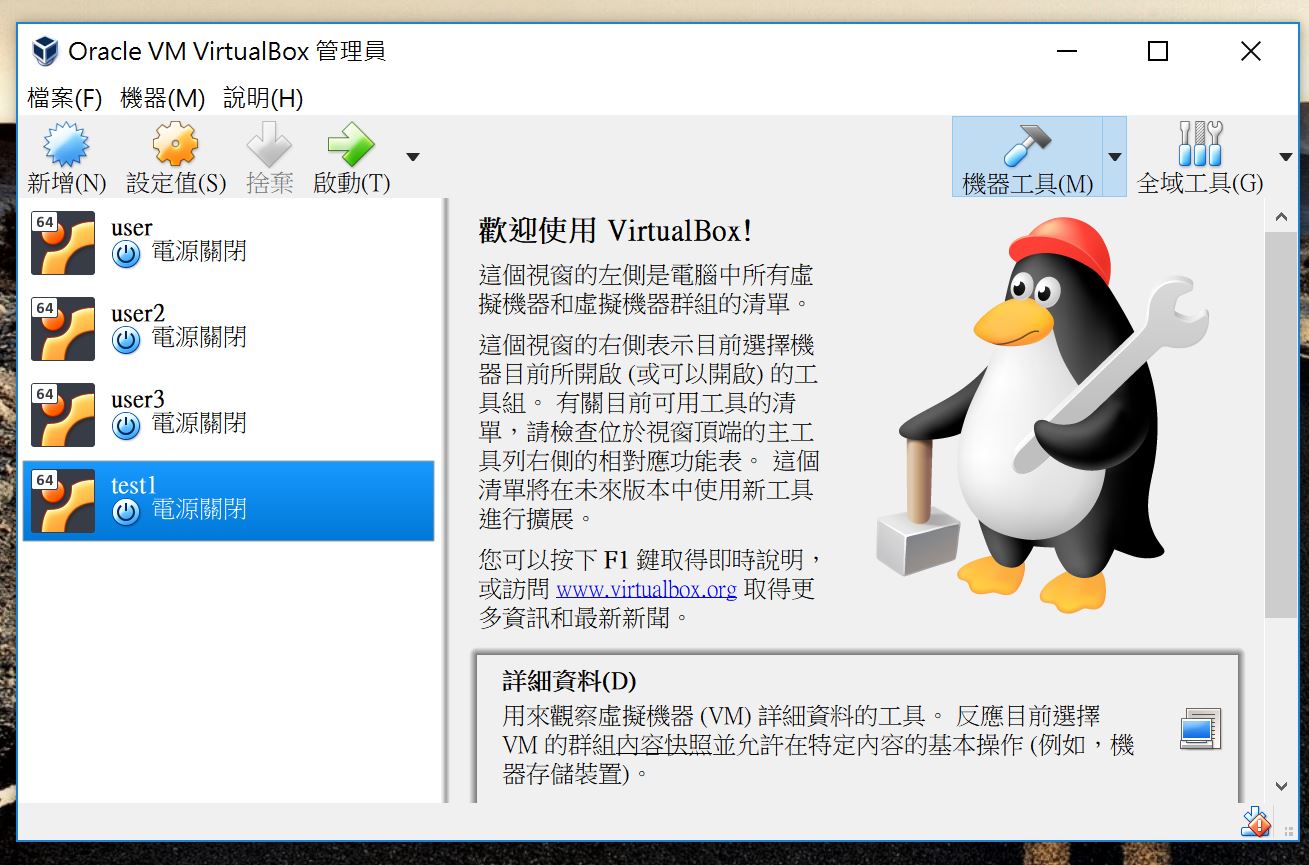 Oracle VM VirtualBox 管理員
檔案(F) 機器(M) 說明(H)
新增(N) 設定值(S) 捨棄 啟動(T) 機器工具(M) 全域工具(G)
64
user
電源關閉
64
user2
電源關閉
64
user3
電源關閉
64
test1
電源關閉
歡迎使用 VirtualBox!
這個視窗的左側是電腦中所有虛
擬機器和虛擬機器群組的清單。
這個視窗的右側表示目前選擇機
器目前所開啟 (或可以開啟) 的工
具組。 有關目前可用工具的清
單，請檢查位於視窗頂端的主工
具列右側的相對應功能表。 這個
清單將在未來版本中使用新工具
進行擴展。
您可以按下 F1 鍵取得即時說明，
或訪問 www.virtualbox.org 取得更
多資訊和最新新聞。
詳細資料(D)
用來觀察虛擬機器 (VM) 詳細資料的工具。 反應目前選擇
VM 的群組內容快照並允許在特定內容的基本操作 (例如，機
器存儲裝置)。